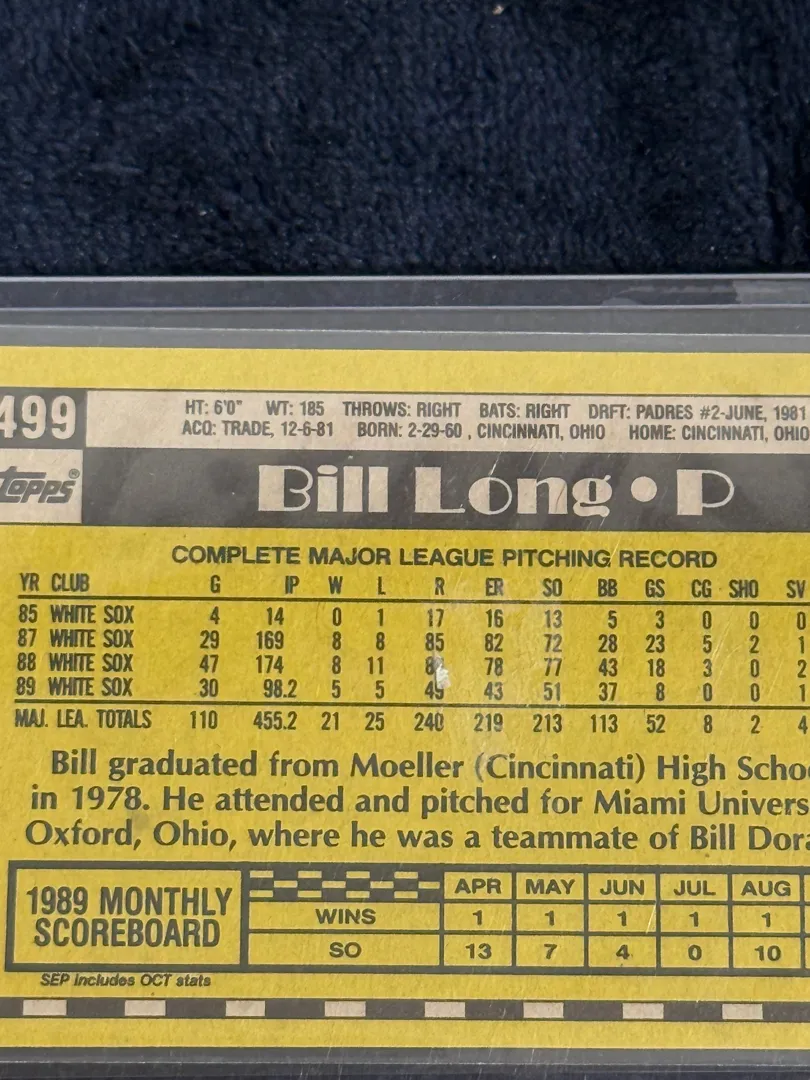 499 HT: 6'0" WT: 185 THROWS: RIGHT BATS: RIGHT DRFT: PADRES #2-JUNE, 1981
ACQ: TRADE, 12-6-81 BORN: 2-29-60 , CINCINNATI, OHIO HOME: CINCINNATI, OHIO
TOPPS®
Bill Long • P
COMPLETE MAJOR LEAGUE PITCHING RECORD
YR CLUB G IP W L R ER SO BB GS CG SHO SV
85 WHITE SOX 4 14 0 1 17 16 13 5 3 0 0 0
87 WHITE SOX 29 169 8 8 85 82 72 28 23 5 2 1
88 WHITE SOX 47 174 8 11 78 77 43 18 3 0 2
89 WHITE SOX 30 98.2 5 5 49 43 51 37 8 0 0 1
MAJ. LEA. TOTALS 110 455.2 21 25 240 219 213 113 52 8 2 4
Bill graduated from Moeller (Cincinnati) High Schoo
in 1978. He attended and pitched for Miami Univers
Oxford, Ohio, where he was a teammate of Bill Dora
1989 MONTHLY SCOREBOARD
APR MAY JUN JUL AUG
WINS 1 1 1 1 1
SO 13 7 4 0 10
SEP includes OCT stats